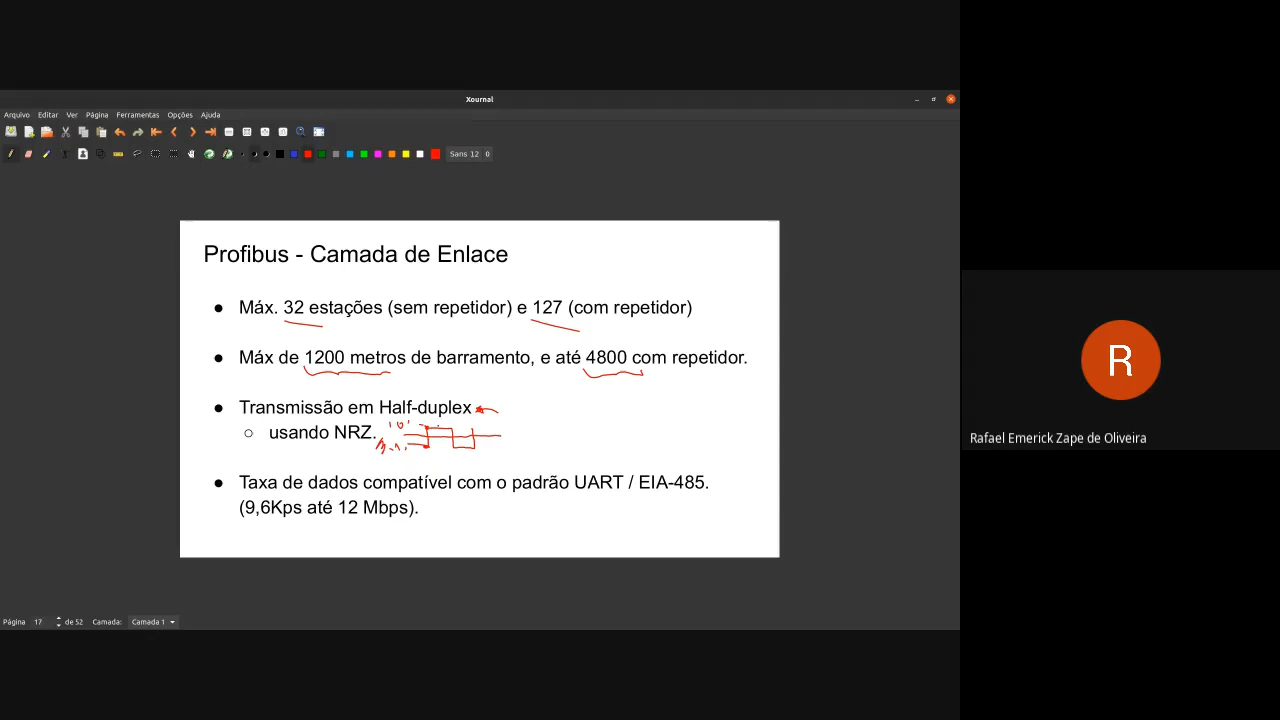 Xournal
Arquivo Editar Ver Página Ferramentas Opções Ajuda
Sans 12
Profibus - Camada de Enlace
● Máx. 32 estações (sem repetidor) e 127 (com repetidor)
● Máx de 1200 metros de barramento, e até 4800 com repetidor.
● Transmissão em Half-duplex
○ usando NRZ.
● Taxa de dados compatível com o padrão UART / EIA-485.
(9,6Kps até 12 Mbps).
R
Rafael Emerick Zape de Oliveira
Página 17 de 52 Camada: Camada 1